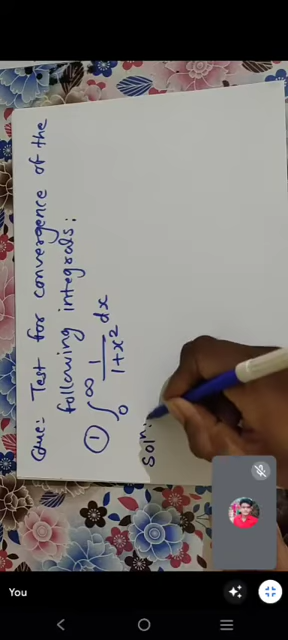 Que: Test for convergence of the
following integrals:
① ∫₀^∞ 1/(1+x²) dx
Soln:
You